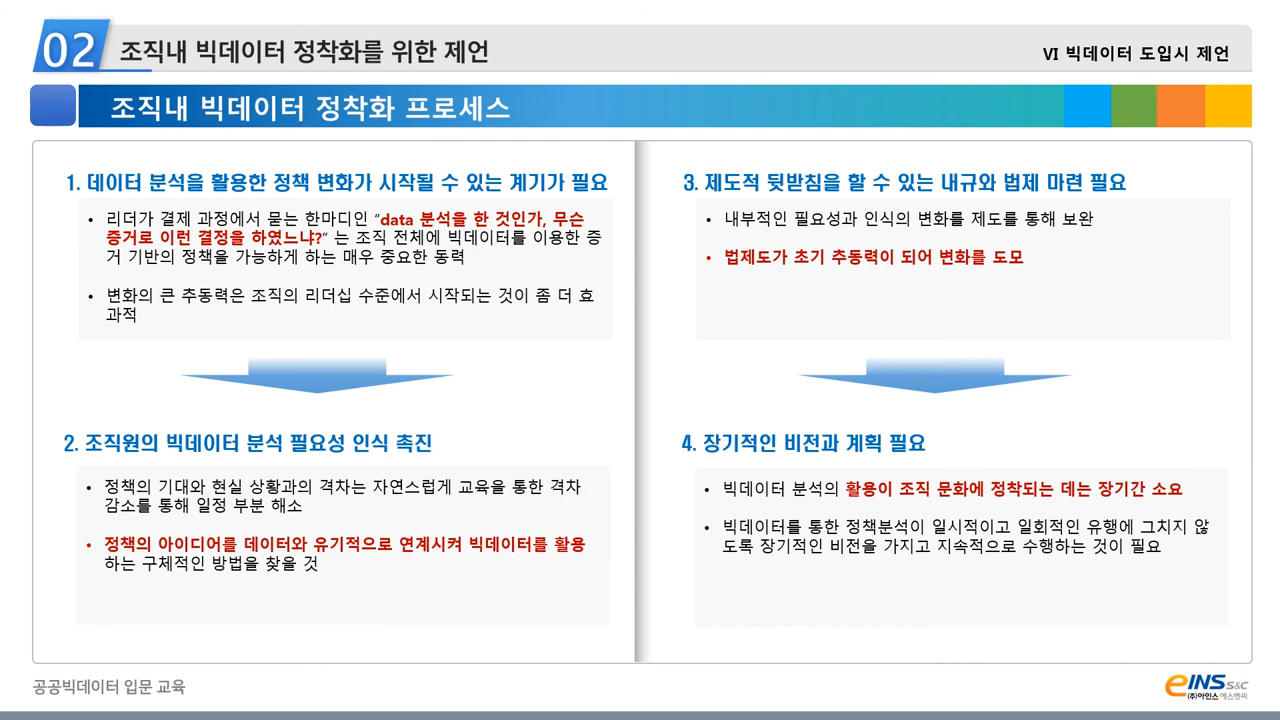 02
조직내 빅데이터 정착화를 위한 제언
VI 빅데이터 도입시 제언
조직내 빅데이터 정착화 프로세스
1. 데이터 분석을 활용한 정책 변화가 시작될 수 있는 계기가 필요
• 리더가 결제 과정에서 묻는 한마디인 “data 분석을 한 것인가, 무슨
증거로 이런 결정을 하였느냐?” 는 조직 전체에 빅데이터를 이용한 증
거 기반의 정책을 가능하게 하는 매우 중요한 동력
• 변화의 큰 추동력은 조직의 리더십 수준에서 시작되는 것이 좀 더 효
과적
2. 조직원의 빅데이터 분석 필요성 인식 촉진
• 정책의 기대와 현실 상황과의 격차는 자연스럽게 교육을 통한 격차
감소를 통해 일정 부분 해소
• 정책의 아이디어를 데이터와 유기적으로 연계시켜 빅데이터를 활용
하는 구체적인 방법을 찾을 것
3. 제도적 뒷받침을 할 수 있는 내규와 법제 마련 필요
• 내부적인 필요성과 인식의 변화를 제도를 통해 보완
• 법제도가 초기 추동력이 되어 변화를 도모
4. 장기적인 비전과 계획 필요
• 빅데이터 분석의 활용이 조직 문화에 정착되는 데는 장기간 소요
• 빅데이터를 통한 정책분석이 일시적이고 일회적인 유행에 그치지 않
도록 장기적인 비전을 가지고 지속적으로 수행하는 것이 필요
공공빅데이터 입문 교육
eINS S&C
(주)아인스 에스엔씨